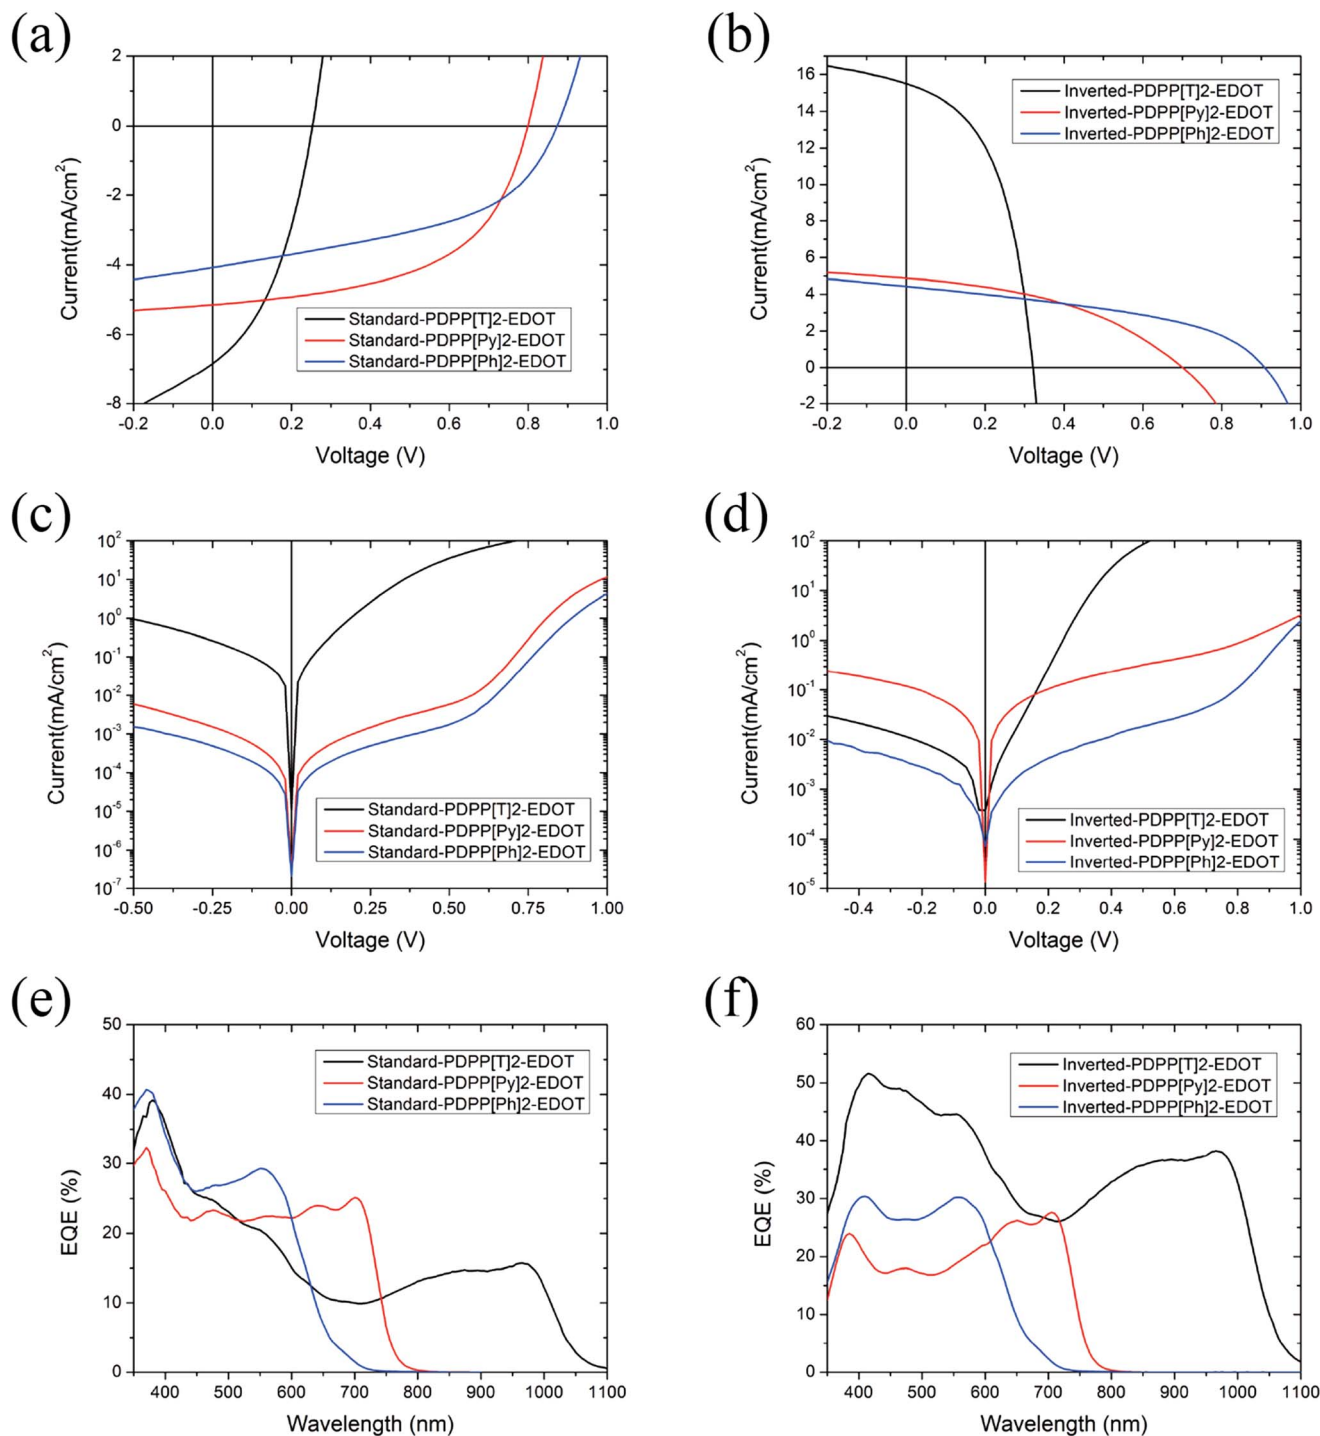 (a)
2
0
-2
-4
-6
-8
Current(mA/cm²)
Standard-PDPP[T]2-EDOT
Standard-PDPP[Py]2-EDOT
Standard-PDPP[Ph]2-EDOT
-0.2 0.0 0.2 0.4 0.6 0.8 1.0
Voltage (V)
(b)
16
14
12
10
8
6
4
2
0
-2
Current(mA/cm²)
Inverted-PDPP[T]2-EDOT
Inverted-PDPP[Py]2-EDOT
Inverted-PDPP[Ph]2-EDOT
-0.2 0.0 0.2 0.4 0.6 0.8 1.0
Voltage (V)
(c)
10²
10¹
10⁰
10⁻¹
10⁻²
10⁻³
10⁻⁴
10⁻⁵
10⁻⁶
10⁻⁷
Current(mA/cm²)
Standard-PDPP[T]2-EDOT
Standard-PDPP[Py]2-EDOT
Standard-PDPP[Ph]2-EDOT
-0.50 -0.25 0.00 0.25 0.50 0.75 1.00
Voltage (V)
(d)
10²
10¹
10⁰
10⁻¹
10⁻²
10⁻³
10⁻⁴
10⁻⁵
Current(mA/cm²)
Inverted-PDPP[T]2-EDOT
Inverted-PDPP[Py]2-EDOT
Inverted-PDPP[Ph]2-EDOT
-0.4 -0.2 0.0 0.2 0.4 0.6 0.8 1.0
Voltage (V)
(e)
50
40
30
20
10
0
EQE (%)
Standard-PDPP[T]2-EDOT
Standard-PDPP[Py]2-EDOT
Standard-PDPP[Ph]2-EDOT
400 500 600 700 800 900 1000 1100
Wavelength (nm)
(f)
60
50
40
30
20
10
0
EQE (%)
Inverted-PDPP[T]2-EDOT
Inverted-PDPP[Py]2-EDOT
Inverted-PDPP[Ph]2-EDOT
400 500 600 700 800 900 1000 1100
Wavelength (nm)